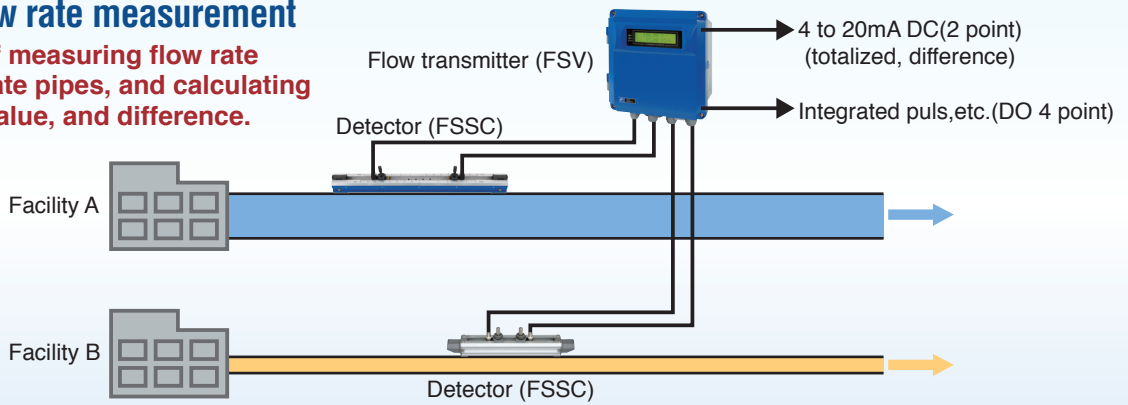 w rate measurement
measuring flow rate
ate pipes, and calculating
alue, and difference.
Flow transmitter (FSV)
4 to 20mA DC(2 point)
(totalized, difference)
Integrated puls,etc.(DO 4 point)
Detector (FSSC)
Facility A
Facility B
Detector (FSSC)